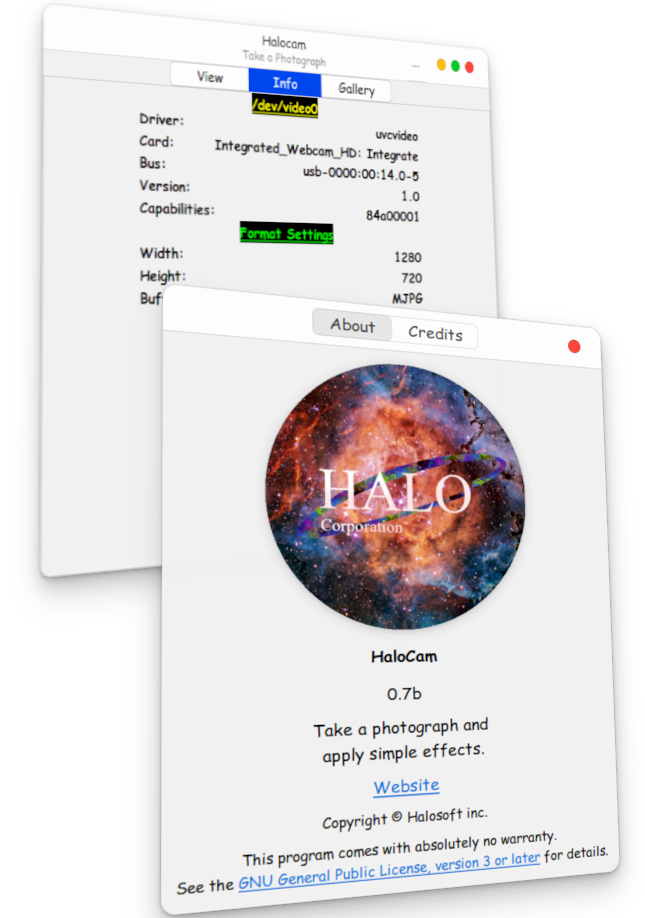 Halocam
Take a Photograph
...
View Info Gallery
/dev/video0
Driver: uvcvideo
Card: Integrated_Webcam_HD: Integrate
Bus: usb-0000:00:14.0-5
Version: 1.0
Capabilities: 84a00001
Format Settings
Width: 1280
Height: 720
Buf MJPG
About Credits
HALO
Corporation
HaloCam
0.7b
Take a photograph and
apply simple effects.
Website
Copyright © Halosoft inc.
This program comes with absolutely no warranty.
See the GNU General Public License, version 3 or later for details.